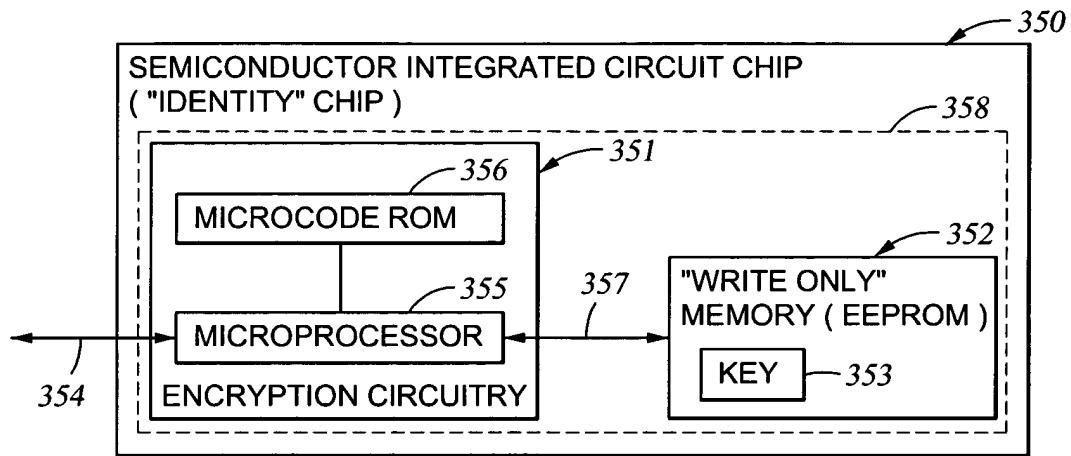 350
SEMICONDUCTOR INTEGRATED CIRCUIT CHIP
( "IDENTITY" CHIP )
358
351
356
MICROCODE ROM
352
"WRITE ONLY"
MEMORY ( EEPROM )
355
357
MICROPROCESSOR
KEY
353
354
ENCRYPTION CIRCUITRY